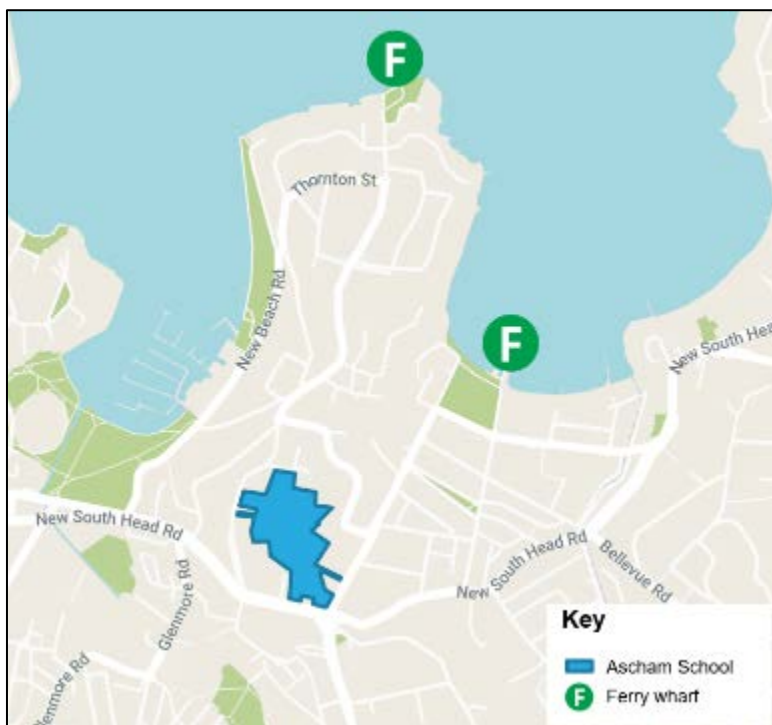 F
Thornton St
New Beach Rd
F
New South Hea
New South Head Rd
Glenmore Rd
New South Head Rd
Bellevue Rd
Glenmore Rd
Key
Ascham School
F Ferry wharf